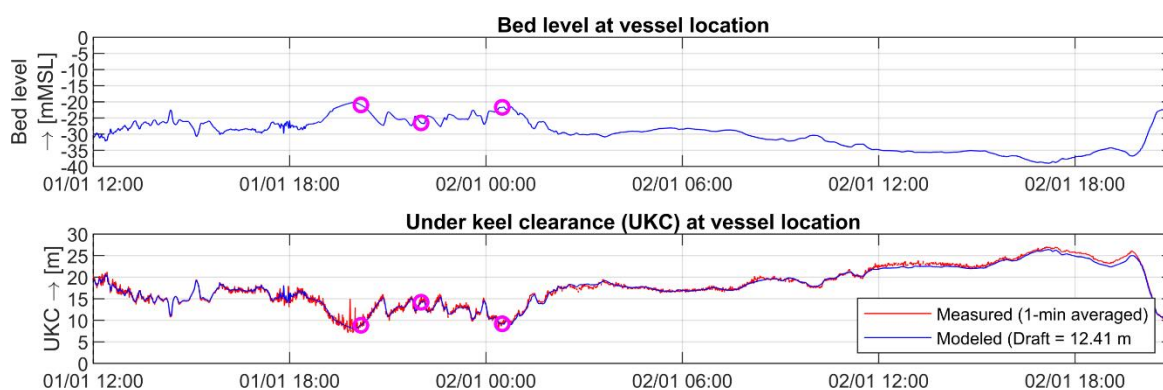 Bed level at vessel location
Bed level
→ [mMSL]
0
-5
-10
-15
-20
-25
-30
-35
-40
01/01 12:00 01/01 18:00 02/01 00:00 02/01 06:00 02/01 12:00 02/01 18:00
Under keel clearance (UKC) at vessel location
UKC → [m]
30
25
20
15
10
5
0
Measured (1-min averaged)
Modeled (Draft = 12.41 m
01/01 12:00 01/01 18:00 02/01 00:00 02/01 06:00 02/01 12:00 02/01 18:00